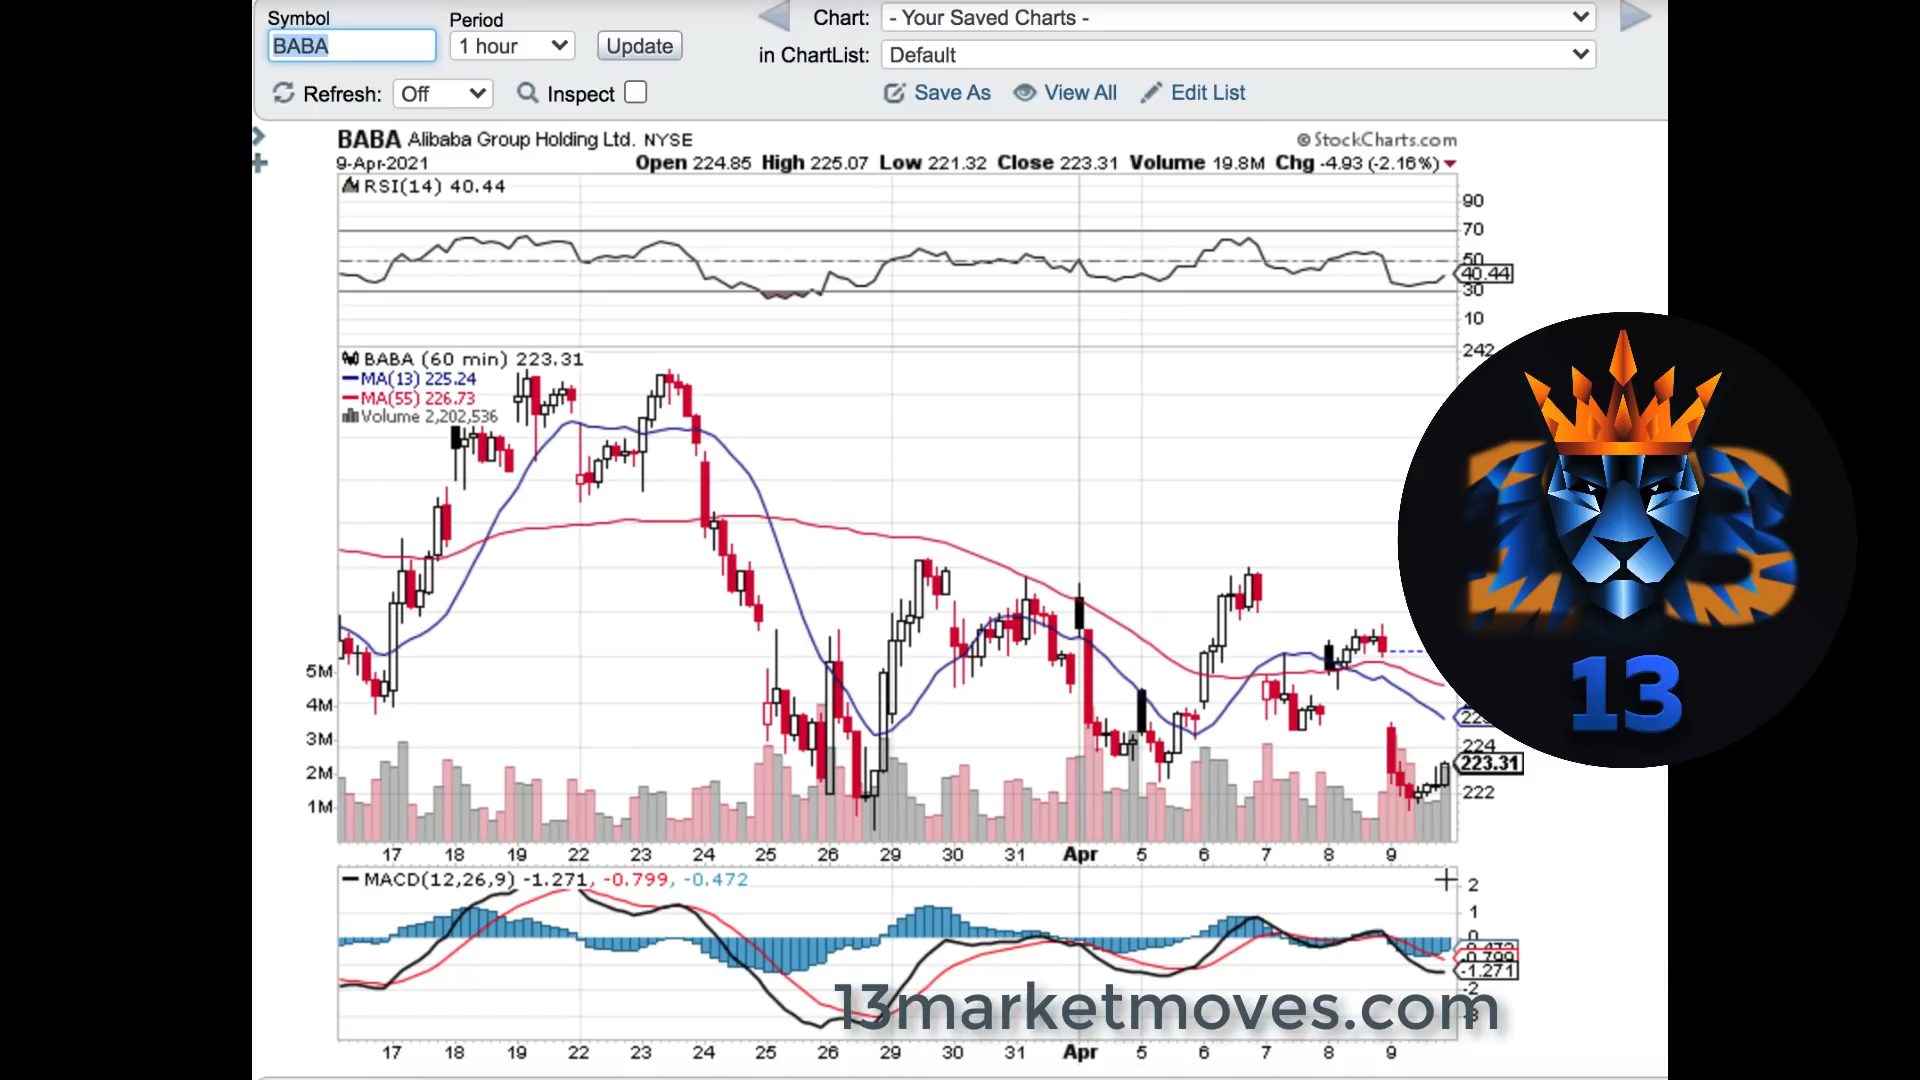 Symbol
Period
Chart: - Your Saved Charts -
BABA
1 hour
Update
in ChartList: Default
Refresh: Off
Inspect
Save As
View All
Edit List
BABA Alibaba Group Holding Ltd. NYSE
© StockCharts.com
9-Apr-2021
Open 224.85 High 225.07 Low 221.32 Close 223.31 Volume 19.8M Chg -4.93 (-2.16%)
RSI(14) 40.44
90
70
50
40.44
30
10
BABA (60 min) 223.31
242
MA(13) 225.24
MA(55) 226.73
Volume 2,202,536
13
5M
4M
3M
224
223.31
2M
222
1M
17 18 19 22 23 24 25 26 29 30 31 Apr 5 6 7 8 9
MACD(12,26,9) -1.271, -0.799, -0.472
2
1
0
-0.472
-0.799
-1.271
-2
13marketmoves.com
17 18 19 22 23 24 25 26 29 30 31 Apr 5 6 7 8 9